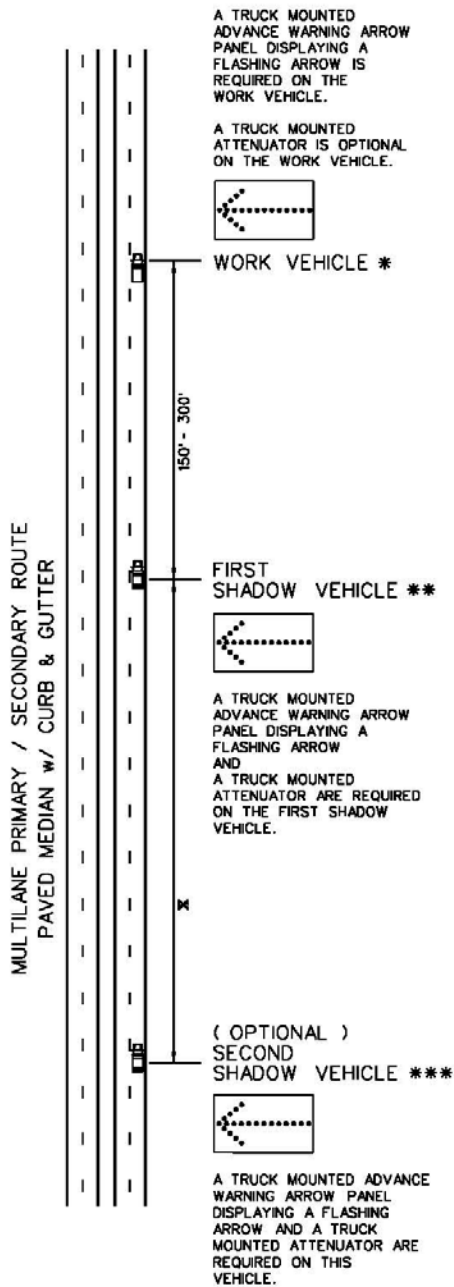 A TRUCK MOUNTED
ADVANCE WARNING ARROW
PANEL DISPLAYING A
FLASHING ARROW IS
REQUIRED ON THE
WORK VEHICLE.
A TRUCK MOUNTED
ATTENUATOR IS OPTIONAL
ON THE WORK VEHICLE.
WORK VEHICLE *
150'- 300'
MULTILANE PRIMARY / SECONDARY ROUTE
PAVED MEDIAN w/ CURB & GUTTER
FIRST
SHADOW VEHICLE **
A TRUCK MOUNTED
ADVANCE WARNING ARROW
PANEL DISPLAYING A
FLASHING ARROW
AND
A TRUCK MOUNTED
ATTENUATOR ARE REQUIRED
ON THE FIRST SHADOW
VEHICLE.
( OPTIONAL )
SECOND
SHADOW VEHICLE ***
A TRUCK MOUNTED ADVANCE
WARNING ARROW PANEL
DISPLAYING A FLASHING
ARROW AND A TRUCK
MOUNTED ATTENUATOR ARE
REQUIRED ON THIS
VEHICLE.